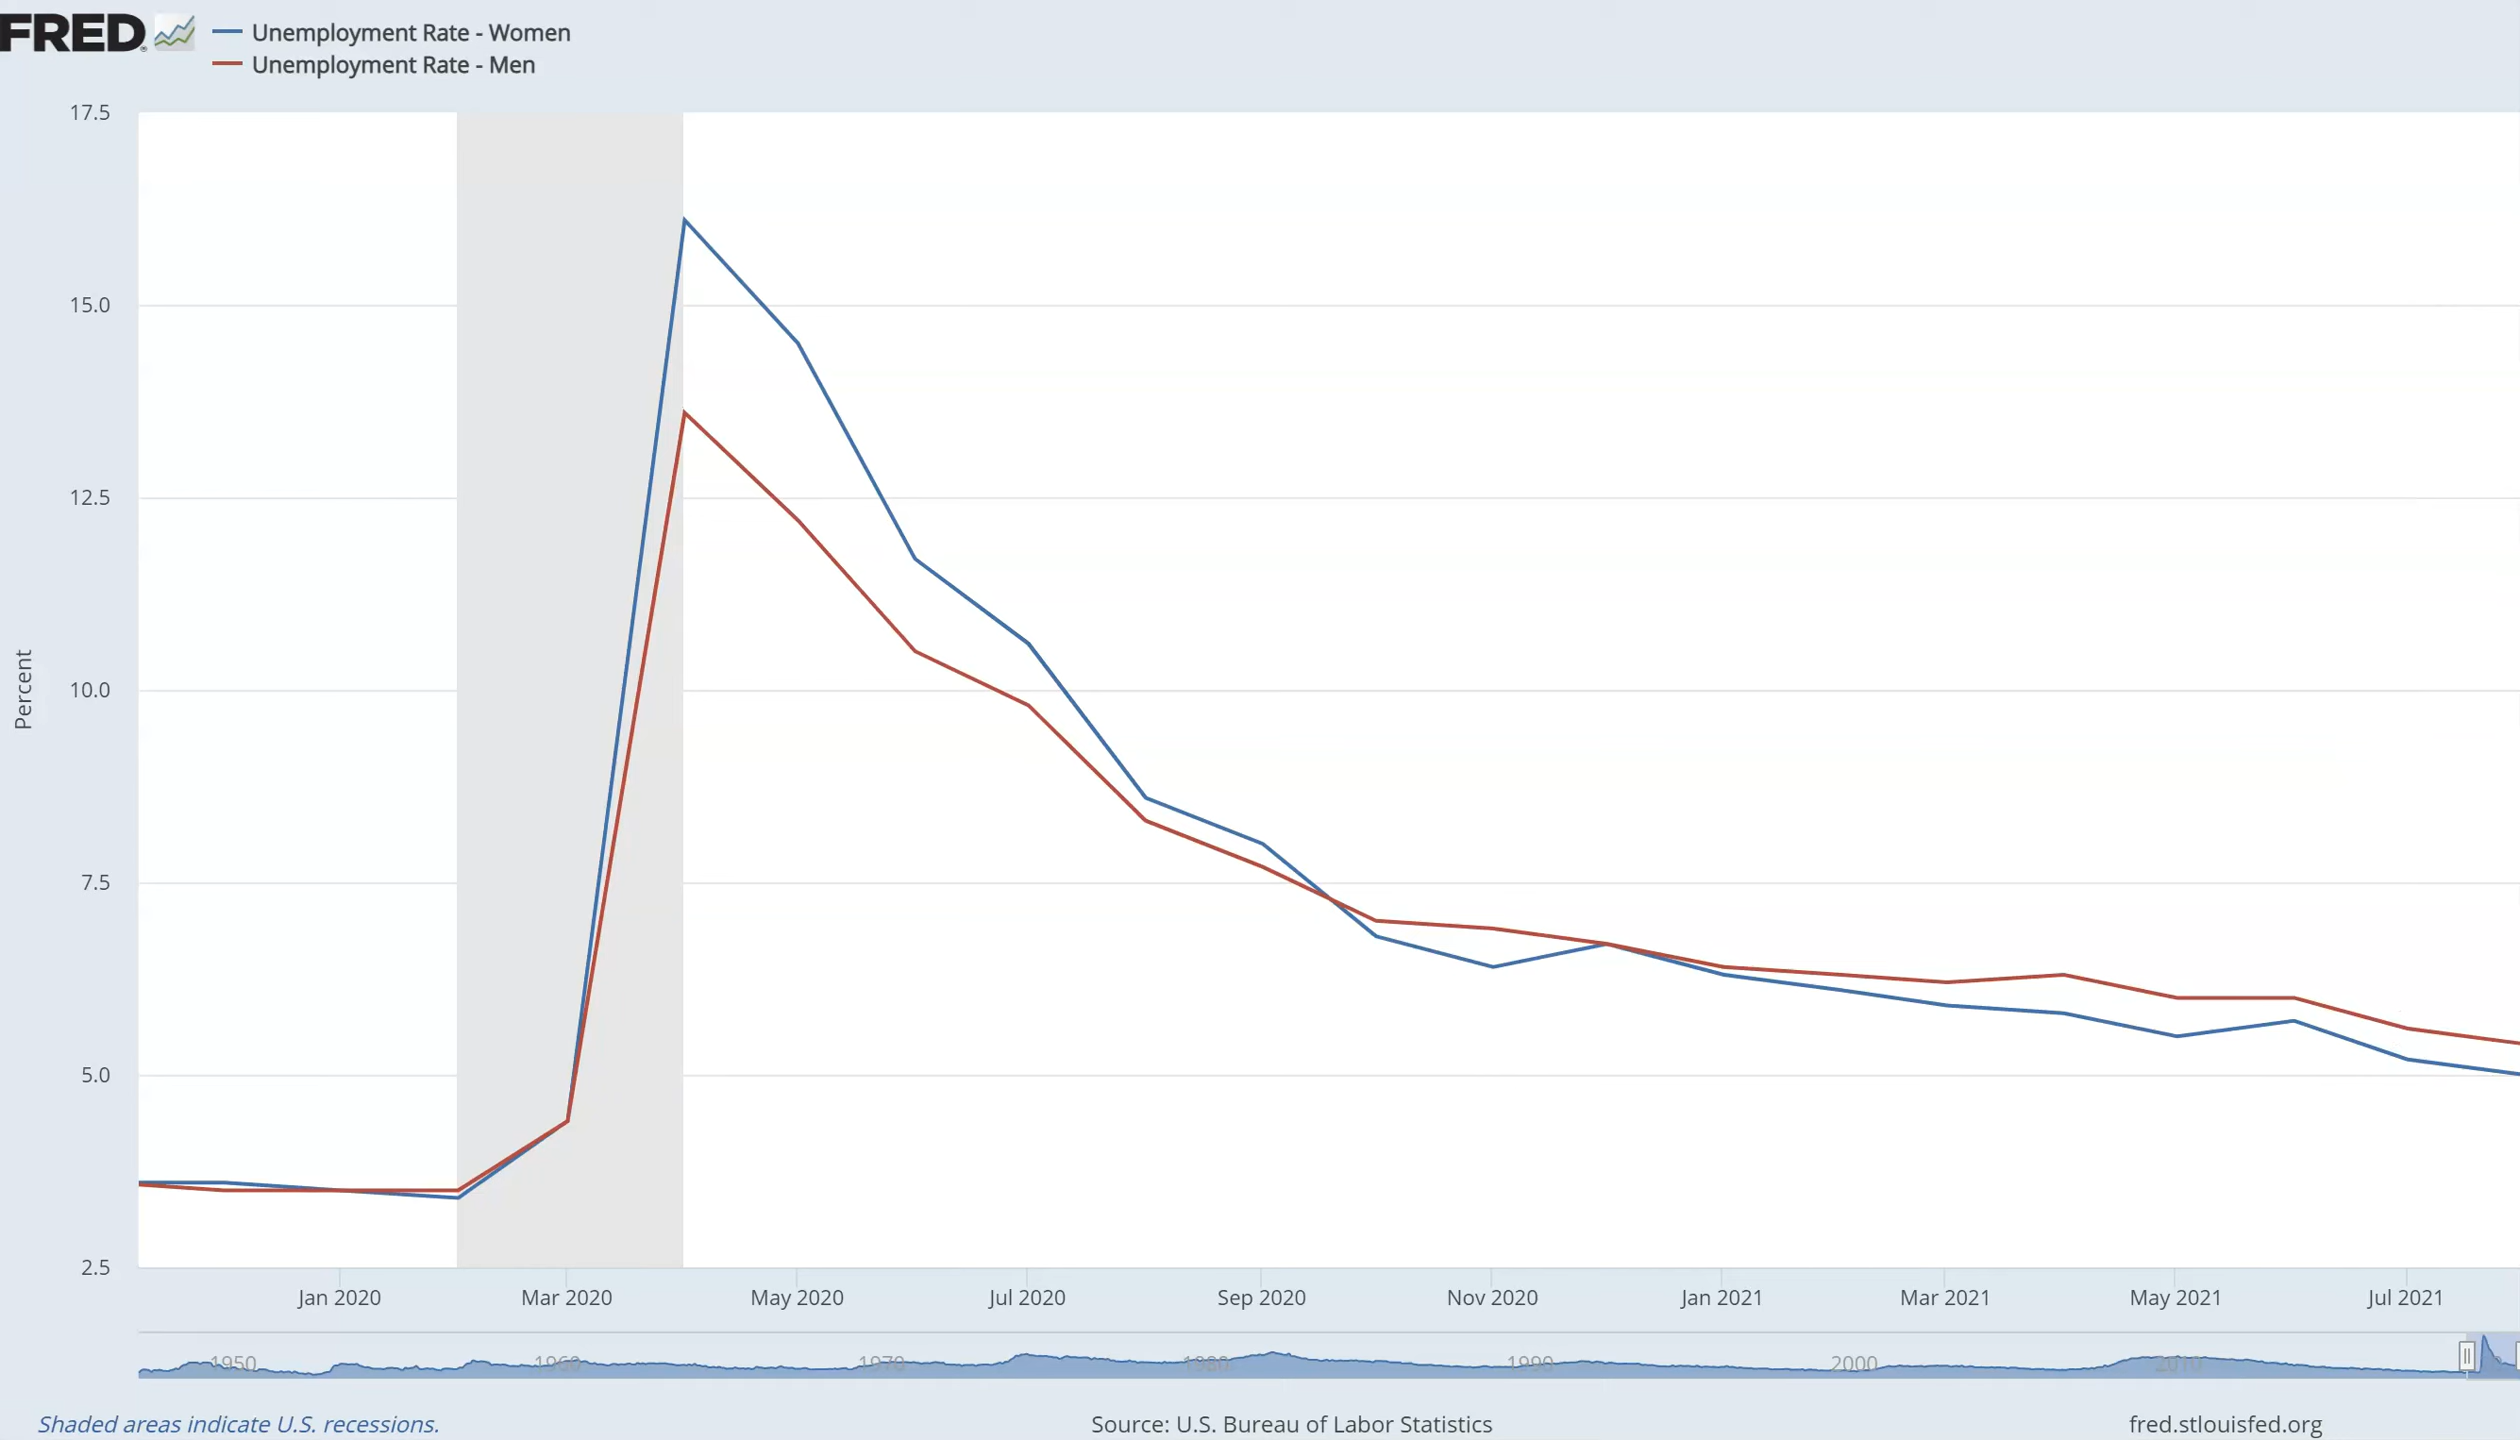 FRED
Unemployment Rate - Women
Unemployment Rate - Men
17.5
15.0
12.5
10.0
7.5
5.0
2.5
Percent
Jan 2020 Mar 2020 May 2020 Jul 2020 Sep 2020 Nov 2020 Jan 2021 Mar 2021 May 2021 Jul 2021
1950 1960 1970 1980 1990 2000 2010
Shaded areas indicate U.S. recessions. Source: U.S. Bureau of Labor Statistics fred.stlouisfed.org